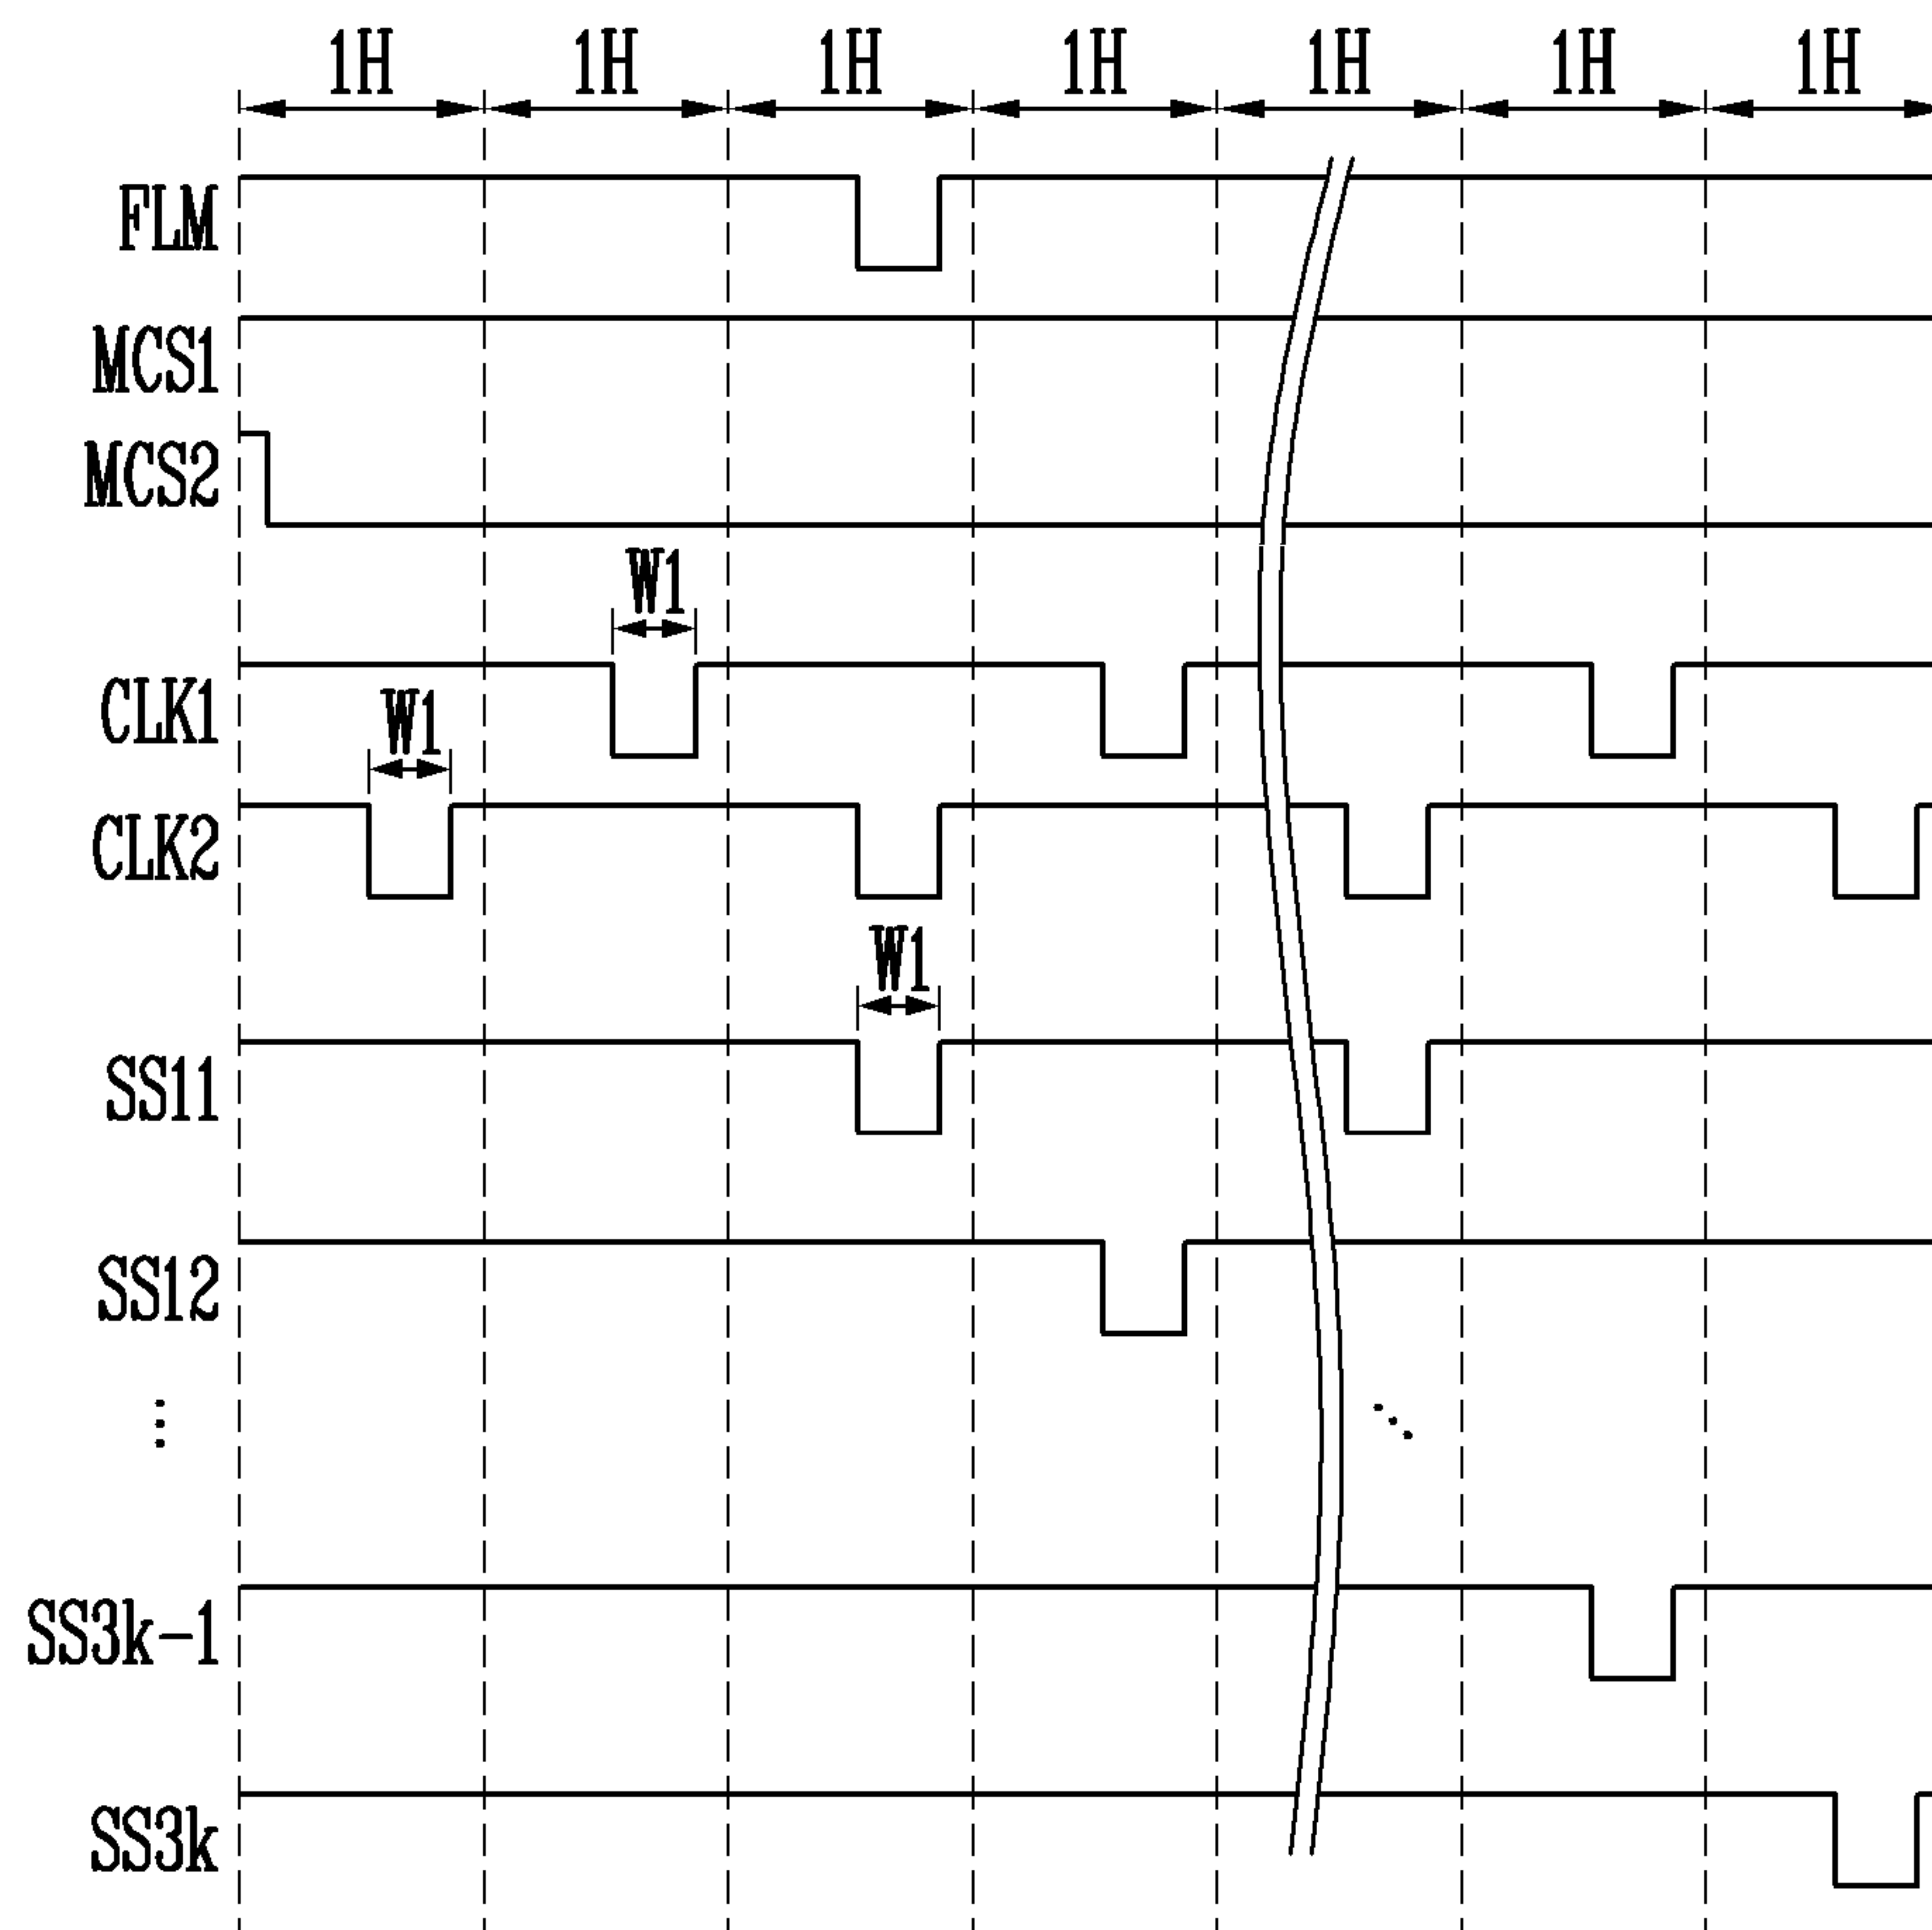 1H 1H 1H 1H 1H 1H 1H
FLM
MCS1
MCS2
W1
CLK1
W1
CLK2
W1
SS11
SS12
SS3k-1
SS3k